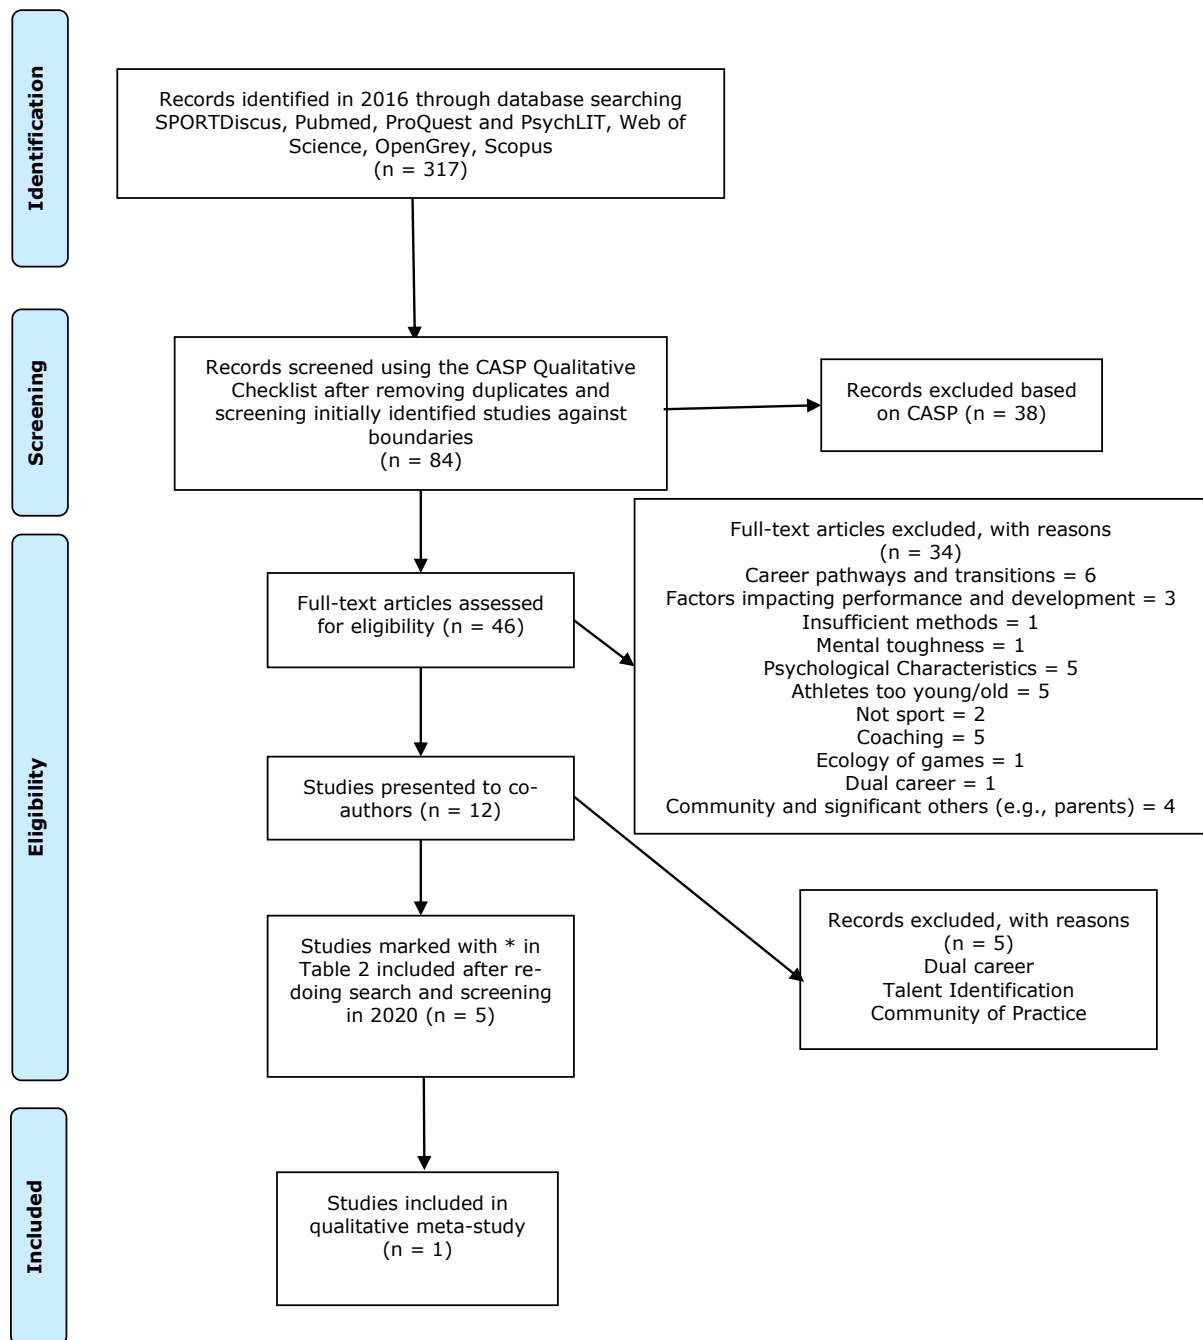 Identification
Records identified in 2016 through database searching
SPORTDiscus, Pubmed, ProQuest and PsychLIT, Web of
Science, OpenGrey, Scopus
(n = 317)
Screening
Records screened using the CASP Qualitative
Checklist after removing duplicates and
screening initially identified studies against
boundaries
(n = 84)
Records excluded based
on CASP (n = 38)
Eligibility
Full-text articles assessed
for eligibility (n = 46)
Full-text articles excluded, with reasons
(n = 34)
Career pathways and transitions = 6
Factors impacting performance and development = 3
Insufficient methods = 1
Mental toughness = 1
Psychological Characteristics = 5
Athletes too young/old = 5
Not sport = 2
Coaching = 5
Ecology of games = 1
Dual career = 1
Community and significant others (e.g., parents) = 4
Studies presented to co-
authors (n = 12)
Records excluded, with reasons
(n = 5)
Dual career
Talent Identification
Community of Practice
Studies marked with * in
Table 2 included after re-
doing search and screening
in 2020 (n = 5)
Included
Studies included in
qualitative meta-study
(n = 1)